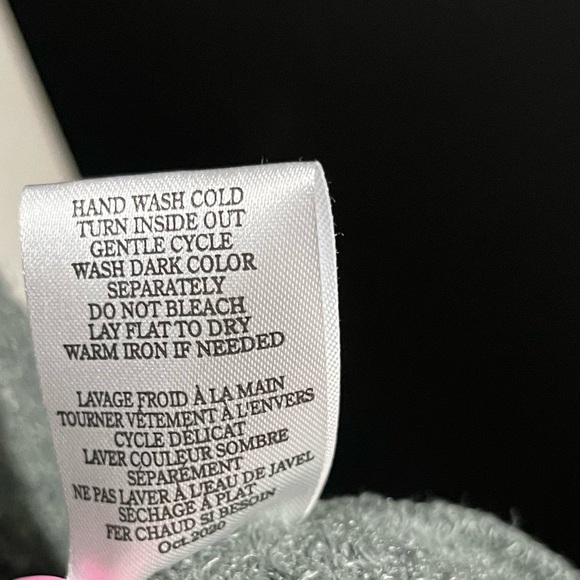 HAND WASH COLD
TURN INSIDE OUT
GENTLE CYCLE
WASH DARK COLOR
SEPARATELY
DO NOT BLEACH
LAY FLAT TO DRY
WARM IRON IF NEEDED
LAVAGE FROID À LA MAIN
TOURNER VÊTEMENT À L'ENVERS
CYCLE DÉLICAT
LAVER COULEUR SOMBRE
SÉPARÉMENT
NE PAS LAVER À L'EAU DE JAVEL
SÉCHAGE À PLAT
FER CHAUD SI BESOIN
Oct.2020